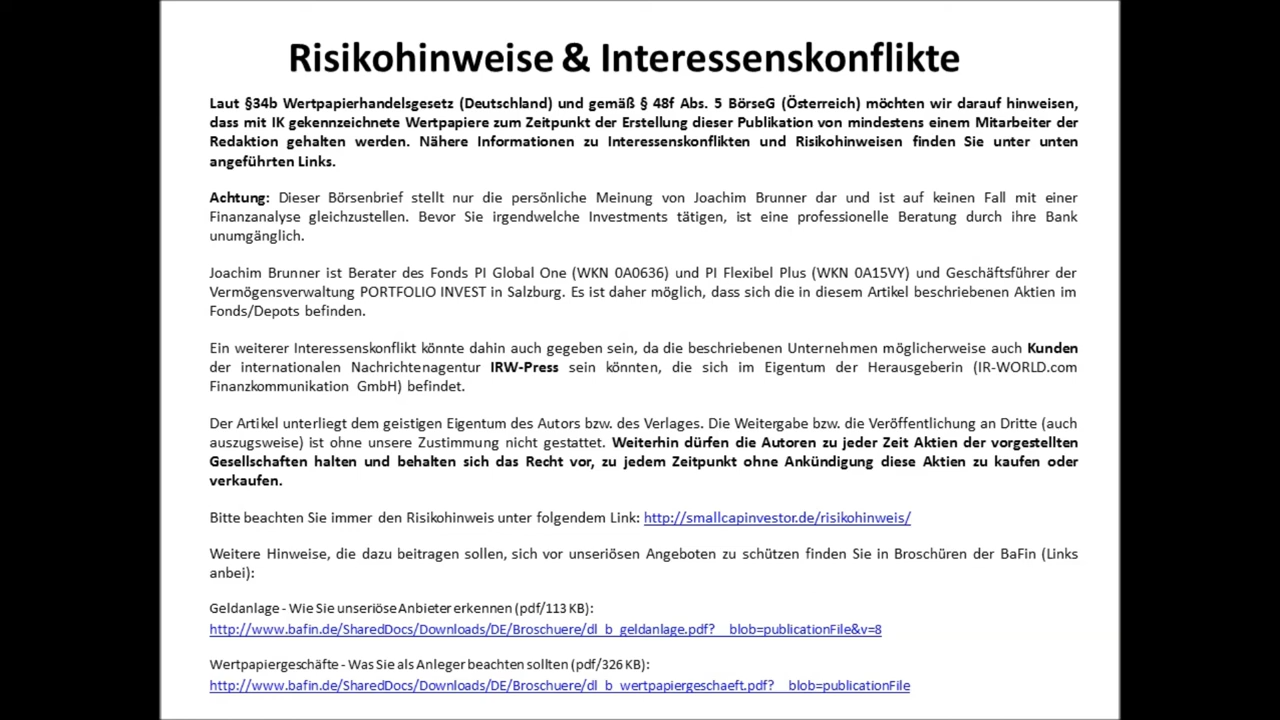 Risikohinweise & Interessenskonflikte
Laut §34b Wertpapierhandelsgesetz (Deutschland) und gemäß § 48f Abs. 5 BörseG (Österreich) möchten wir darauf hinweisen,
dass mit IK gekennzeichnete Wertpapiere zum Zeitpunkt der Erstellung dieser Publikation von mindestens einem Mitarbeiter der
Redaktion gehalten werden. Nähere Informationen zu Interessenskonflikten und Risikohinweisen finden Sie unter unten
angeführten Links.
Achtung: Dieser Börsenbrief stellt nur die persönliche Meinung von Joachim Brunner dar und ist auf keinen Fall mit einer
Finanzanalyse gleichzustellen. Bevor Sie irgendwelche Investments tätigen, ist eine professionelle Beratung durch ihre Bank
unumgänglich.
Joachim Brunner ist Berater des Fonds PI Global One (WKN 0A0636) und PI Flexibel Plus (WKN 0A15VY) und Geschäftsführer der
Vermögensverwaltung PORTFOLIO INVEST in Salzburg. Es ist daher möglich, dass sich die in diesem Artikel beschriebenen Aktien im
Fonds/Depots befinden.
Ein weiterer Interessenskonflikt könnte dahin auch gegeben sein, da die beschriebenen Unternehmen möglicherweise auch Kunden
der internationalen Nachrichtenagentur IRW-Press sein könnten, die sich im Eigentum der Herausgeberin (IR-WORLD.com
Finanzkommunikation GmbH) befindet.
Der Artikel unterliegt dem geistigen Eigentum des Autors bzw. des Verlages. Die Weitergabe bzw. die Veröffentlichung an Dritte (auch
auszugsweise) ist ohne unsere Zustimmung nicht gestattet. Weiterhin dürfen die Autoren zu jeder Zeit Aktien der vorgestellten
Gesellschaften halten und behalten sich das Recht vor, zu jedem Zeitpunkt ohne Ankündigung diese Aktien zu kaufen oder
verkaufen.
Bitte beachten Sie immer den Risikohinweis unter folgendem Link: http://smallcapinvestor.de/risikohinweis/
Weitere Hinweise, die dazu beitragen sollen, sich vor unseriösen Angeboten zu schützen finden Sie in Broschüren der BaFin (Links
anbei):
Geldanlage - Wie Sie unseriöse Anbieter erkennen (pdf/113 KB):
http://www.bafin.de/SharedDocs/Downloads/DE/Broschuere/dl_b_geldanlage.pdf?__blob=publicationFile&v=8
Wertpapiergeschäfte - Was Sie als Anleger beachten sollten (pdf/326 KB):
http://www.bafin.de/SharedDocs/Downloads/DE/Broschuere/dl_b_wertpapiergeschaeft.pdf?__blob=publicationFile